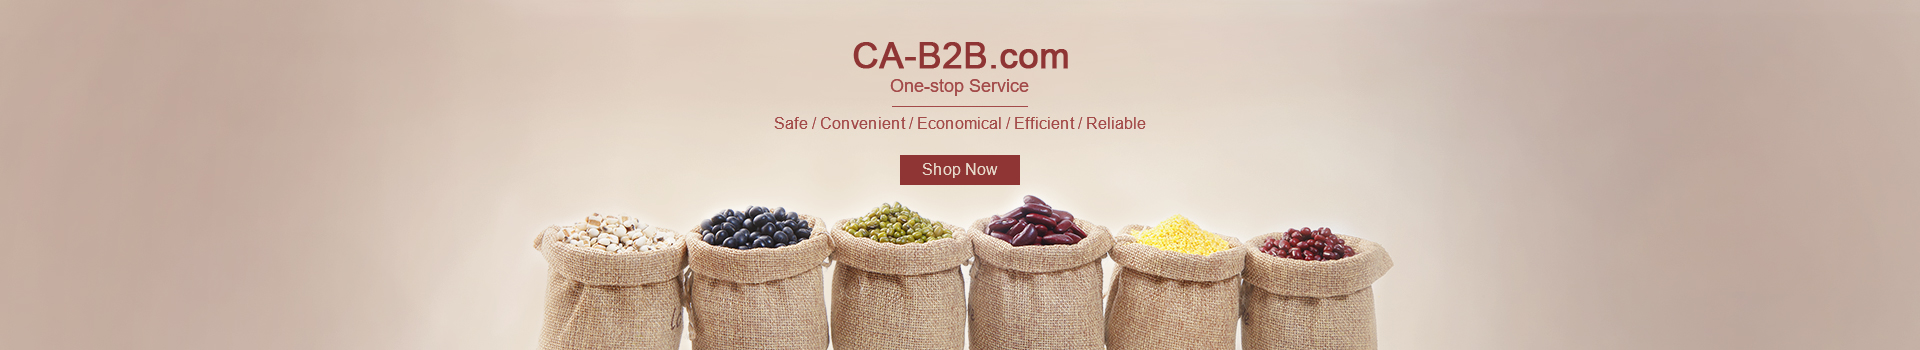 CA-B2B.com
One-stop Service
Safe / Convenient / Economical / Efficient / Reliable
Shop Now